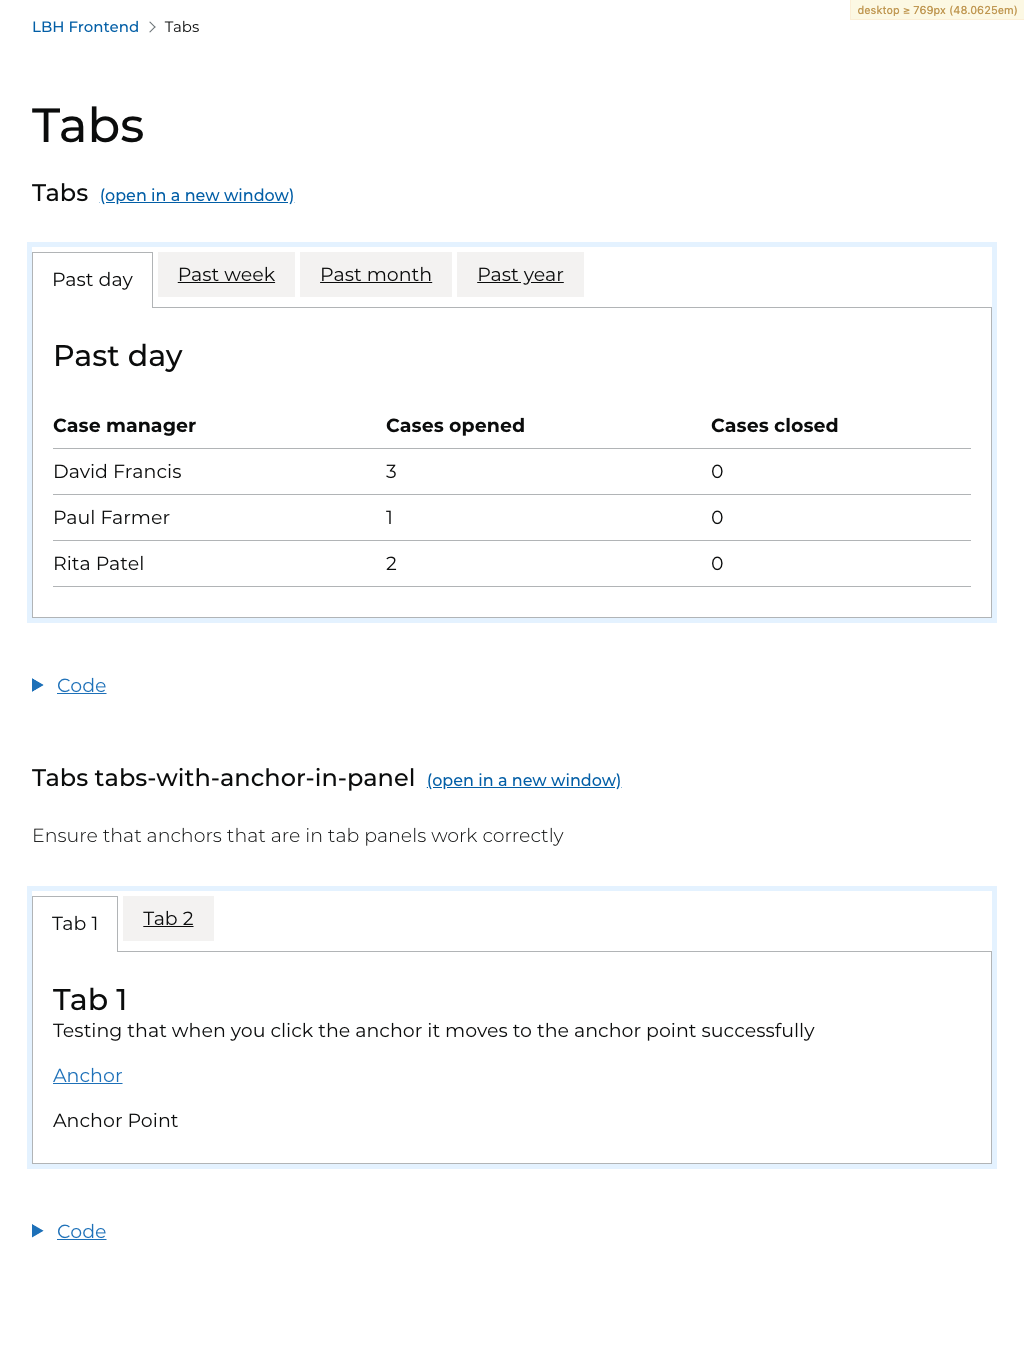 desktop ≥ 769px (48.0625em)
LBH Frontend > Tabs
Tabs
Tabs (open in a new window)
Past day Past week Past month Past year
Past day
Case manager Cases opened Cases closed
David Francis 3 0
Paul Farmer 1 0
Rita Patel 2 0
Code
Tabs tabs-with-anchor-in-panel (open in a new window)
Ensure that anchors that are in tab panels work correctly
Tab 1 Tab 2
Tab 1
Testing that when you click the anchor it moves to the anchor point successfully
Anchor
Anchor Point
Code